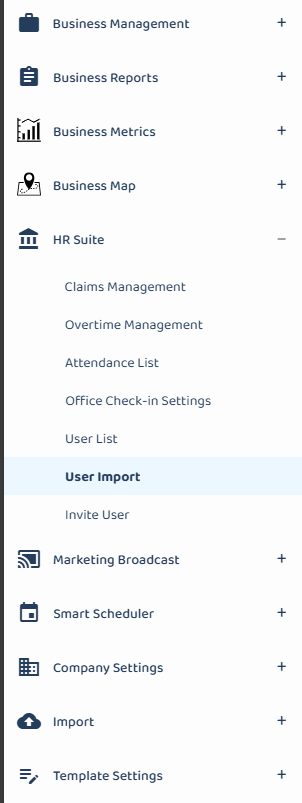 Business Management +
Business Reports +
Business Metrics +
Business Map +
HR Suite −
Claims Management
Overtime Management
Attendance List
Office Check-in Settings
User List
User Import
Invite User
Marketing Broadcast +
Smart Scheduler +
Company Settings +
Import +
Template Settings +